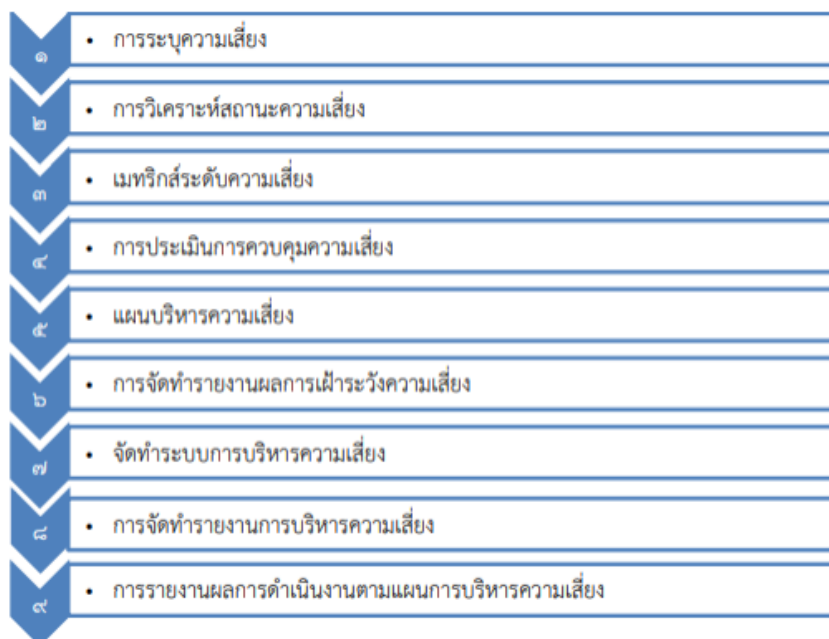 ๑ • การระบุความเสี่ยง
๒ • การวิเคราะห์สถานะความเสี่ยง
๓ • เมทริกส์ระดับความเสี่ยง
๔ • การประเมินการควบคุมความเสี่ยง
๕ • แผนบริหารความเสี่ยง
๖ • การจัดทำรายงานผลการเฝ้าระวังความเสี่ยง
๗ • จัดทำระบบการบริหารความเสี่ยง
๘ • การจัดทำรายงานการบริหารความเสี่ยง
๙ • การรายงานผลการดำเนินงานตามแผนการบริหารความเสี่ยง